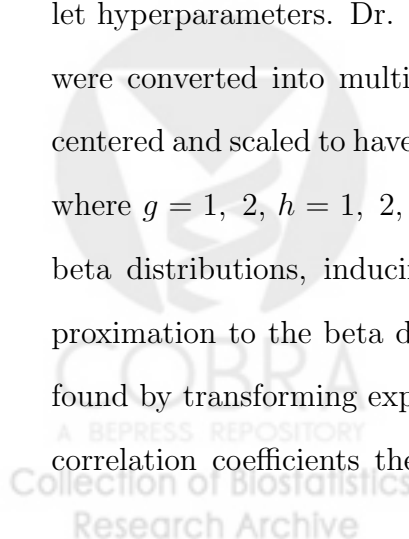 let hyperparameters. Dr.
were converted into multi
centered and scaled to have
where g = 1, 2, h = 1, 2,
beta distributions, induci
proximation to the beta d
found by transforming exp
COBRA
A BEPRESS REPOSITORY
correlation coefficients the
Collection of Biostatistics
Research Archive